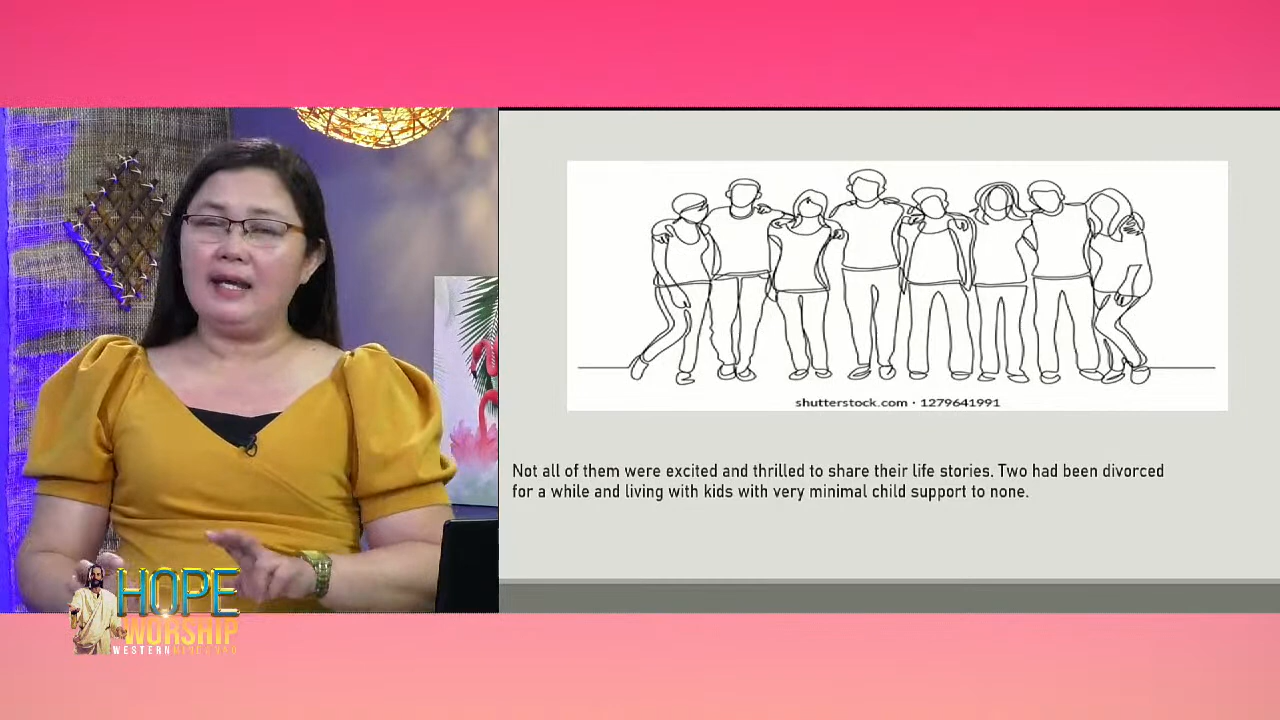 shutterstock.com · 1279641991
Not all of them were excited and thrilled to share their life stories. Two had been divorced
for a while and living with kids with very minimal child support to none.
HOPE
WORSHIP
WESTERN MINDANAO